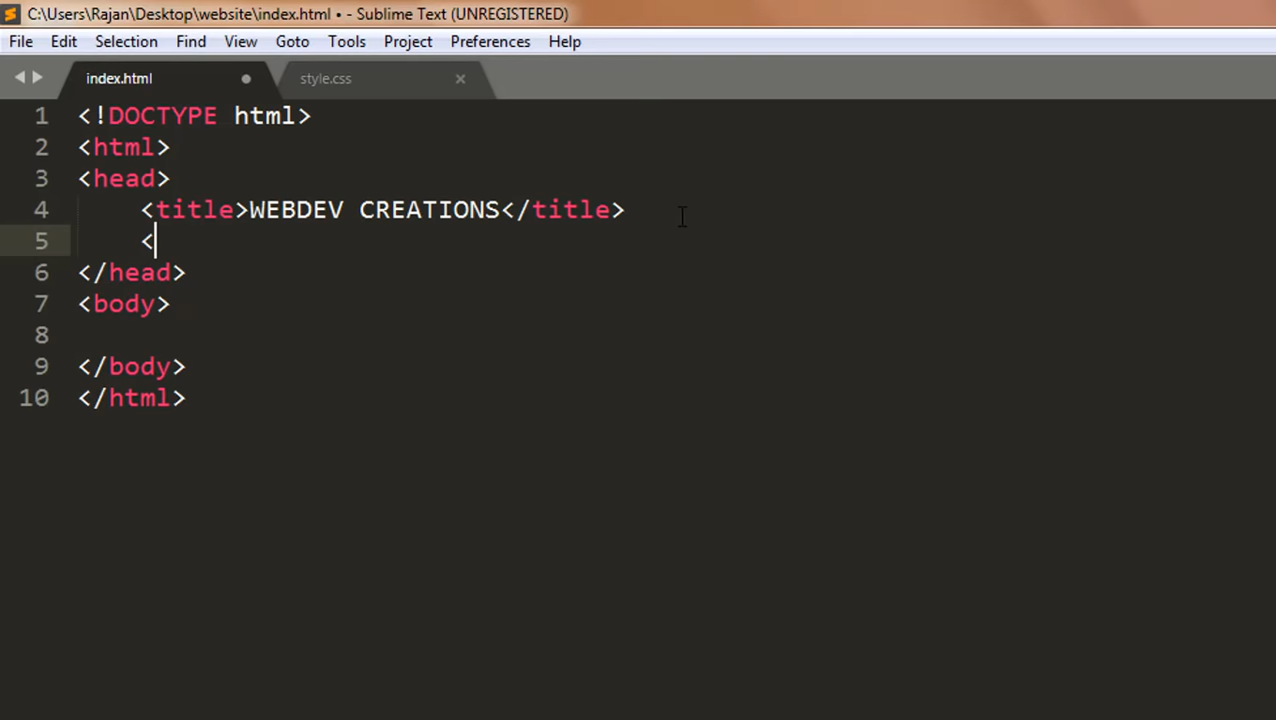 C:\Users\Rajan\Desktop\website\index.html • - Sublime Text (UNREGISTERED)
File Edit Selection Find View Goto Tools Project Preferences Help
index.html style.css
1 <!DOCTYPE html>
2 <html>
3 <head>
4 <title>WEBDEV CREATIONS</title>
5 <
6 </head>
7 <body>
8
9 </body>
10 </html>